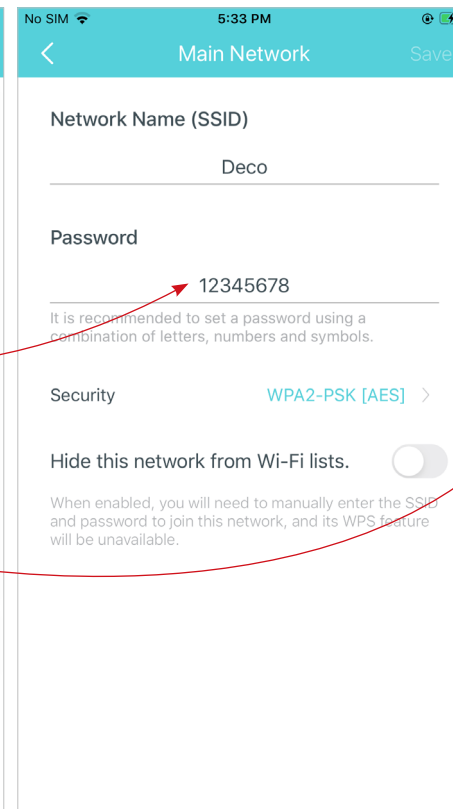 No SIM 5:33 PM
Main Network Save
Network Name (SSID)
Deco
Password
12345678
It is recommended to set a password using a
combination of letters, numbers and symbols.
Security WPA2-PSK [AES]
Hide this network from Wi-Fi lists.
When enabled, you will need to manually enter the SSID
and password to join this network, and its WPS feature
will be unavailable.